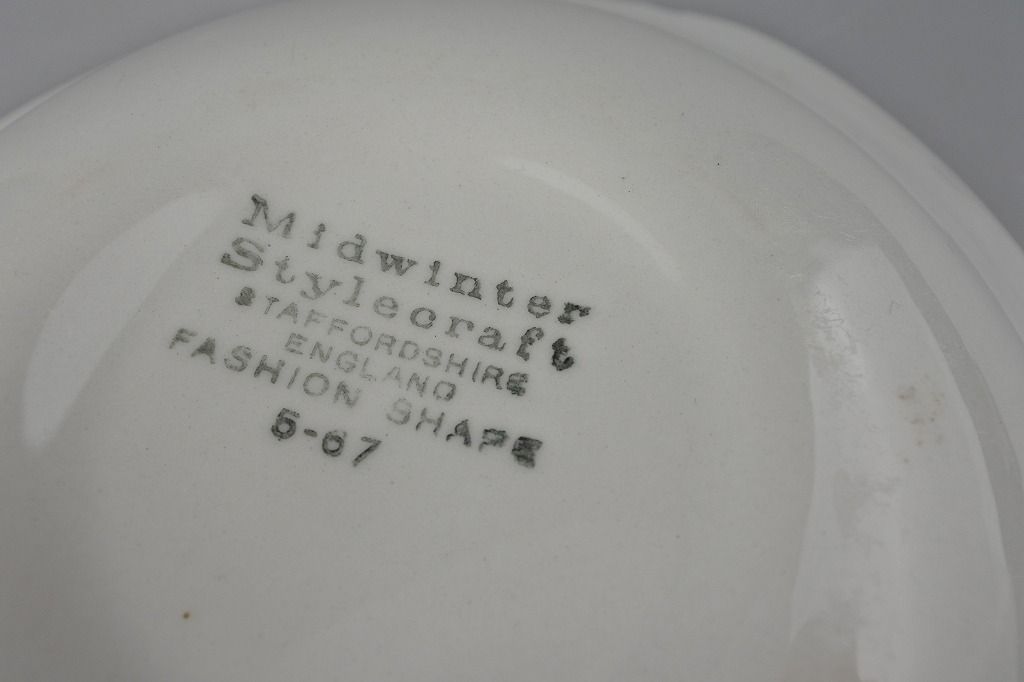 Midwinter
Stylecraft
STAFFORDSHIRE
ENGLAND
FASHION SHAPE
5-67